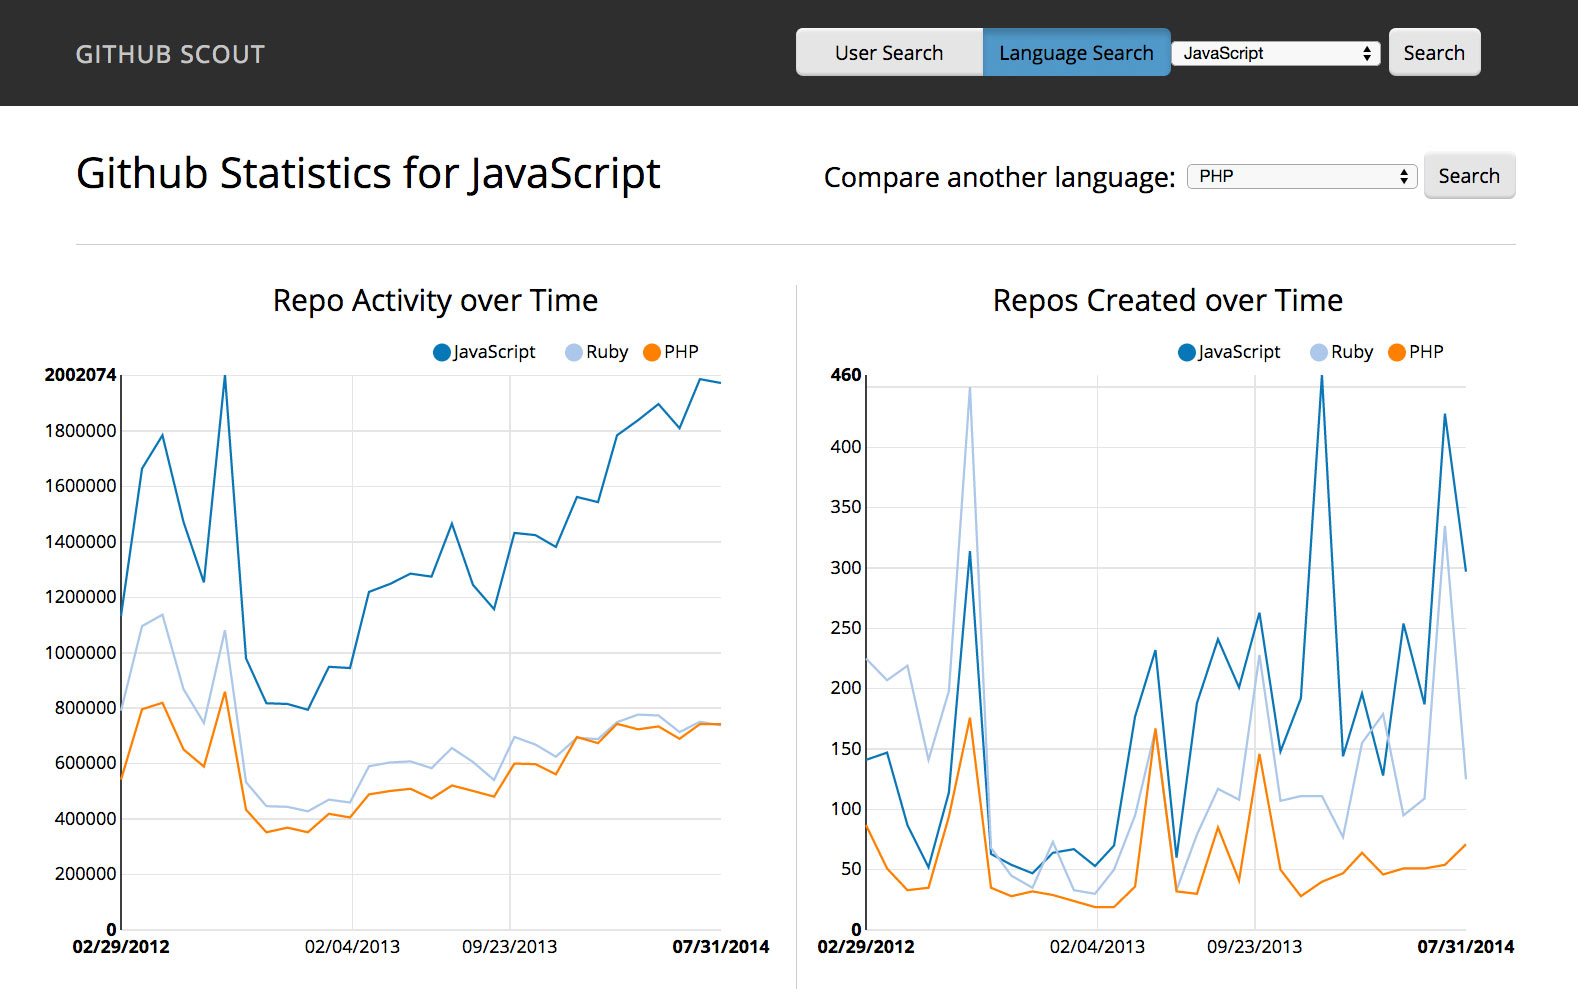 GITHUB SCOUT
User Search Language Search JavaScript Search
Github Statistics for JavaScript
Compare another language: PHP Search
Repo Activity over Time
JavaScript Ruby PHP
2002074
1800000
1600000
1400000
1200000
1000000
800000
600000
400000
200000
0
02/29/2012 02/04/2013 09/23/2013 07/31/2014
Repos Created over Time
JavaScript Ruby PHP
460
400
350
300
250
200
150
100
50
0
02/29/2012 02/04/2013 09/23/2013 07/31/2014